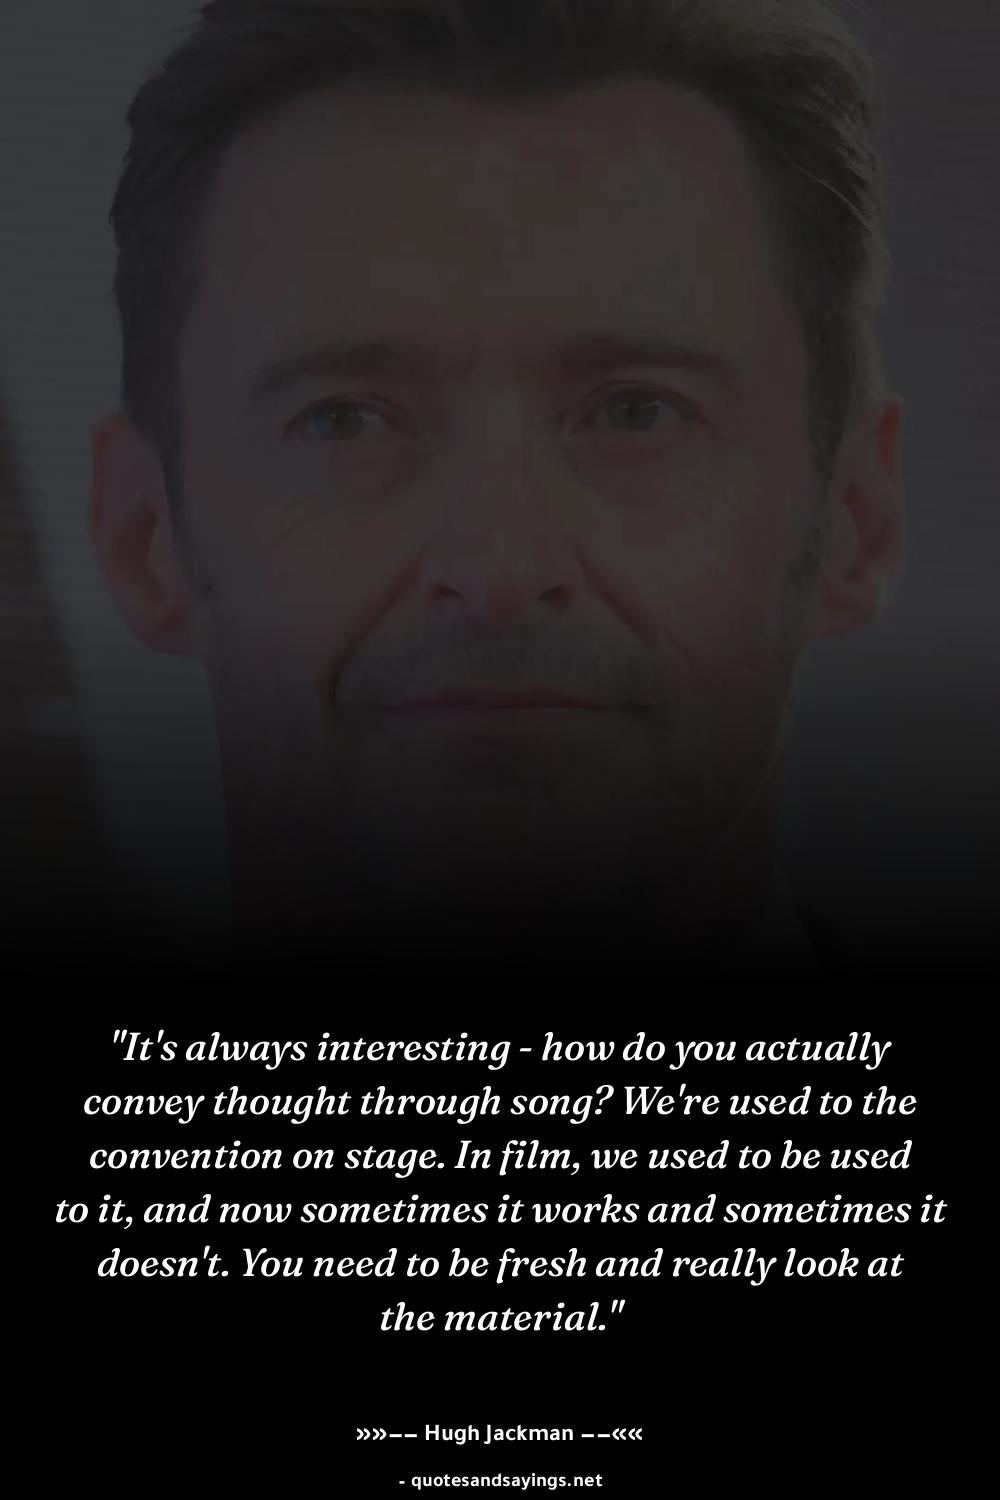 "It's always interesting - how do you actually
convey thought through song? We're used to the
convention on stage. In film, we used to be used
to it, and now sometimes it works and sometimes it
doesn't. You need to be fresh and really look at
the material."
»»–– Hugh Jackman ––««
- quotesandsayings.net